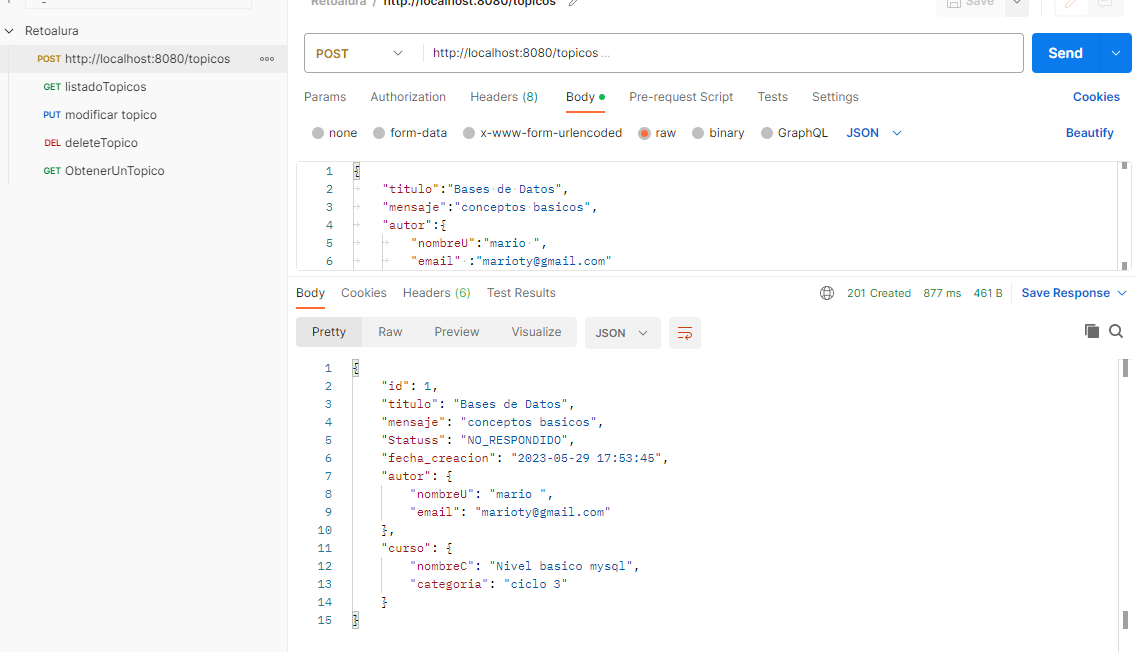 Retoalura / http://localhost:8080/topicos
Save
Retoalura
POST http://localhost:8080/topicos
GET listadoTopicos
PUT modificar topico
DEL deleteTopico
GET ObtenerUnTopico
POST http://localhost:8080/topicos ...
Send
Params Authorization Headers (8) Body Pre-request Script Tests Settings Cookies
none form-data x-www-form-urlencoded raw binary GraphQL JSON Beautify
1 {
2 "titulo":"Bases de Datos",
3 "mensaje":"conceptos basicos",
4 "autor":{
5 "nombreU":"mario ",
6 "email" :"marioty@gmail.com"
Body Cookies Headers (6) Test Results 201 Created 877 ms 461 B Save Response
Pretty Raw Preview Visualize JSON
1 {
2 "id": 1,
3 "titulo": "Bases de Datos",
4 "mensaje": "conceptos basicos",
5 "Statuss": "NO_RESPONDIDO",
6 "fecha_creacion": "2023-05-29 17:53:45",
7 "autor": {
8 "nombreU": "mario ",
9 "email": "marioty@gmail.com"
10 },
11 "curso": {
12 "nombreC": "Nivel basico mysql",
13 "categoria": "ciclo 3"
14 }
15 }